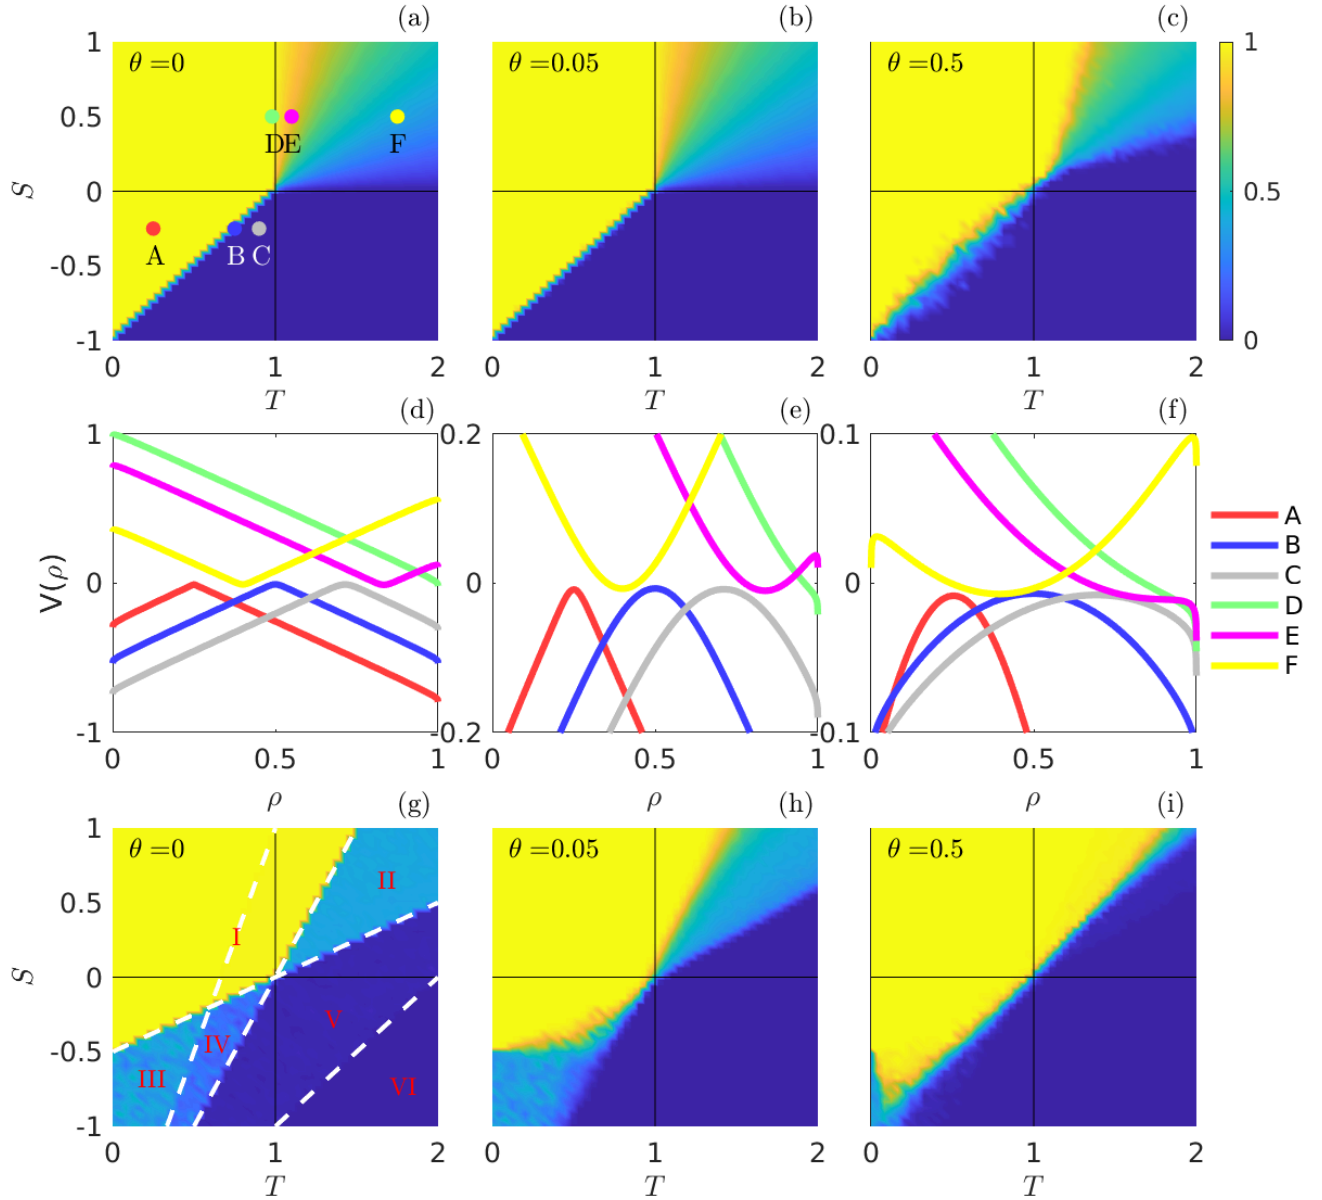 (a)
(b)
(c)
θ =0
θ =0.05
θ =0.5
1
0.5
0
-0.5
-1
S
D E
F
A
B C
0 1 2
0 1 2
0 1 2
T
T
T
1
0.5
0
(d)
(e)
(f)
1
0
-1
V(ρ)
0.2
0
-0.2
0.1
0
-0.1
0 0.5 1
0 0.5 1
0 0.5 1
ρ
ρ
ρ
A
B
C
D
E
F
(g)
(h)
(i)
θ =0
θ =0.05
θ =0.5
1
0.5
0
-0.5
-1
S
I
II
III
IV
V
VI
0 1 2
0 1 2
0 1 2
T
T
T